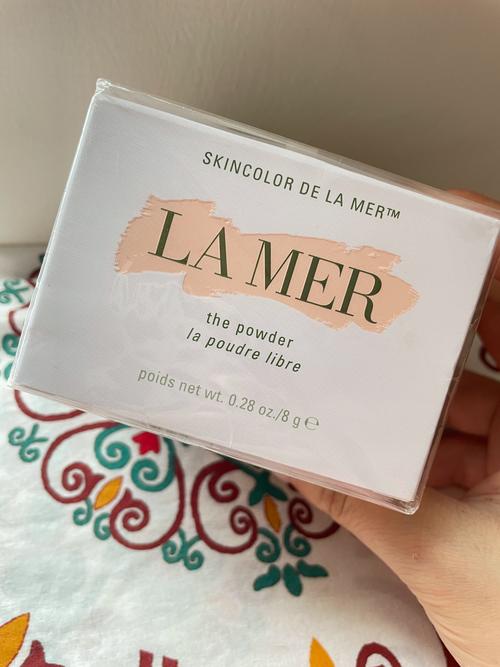 SKINCOLOR DE LA MER™
LA MER
the powder
la poudre libre
poids net wt. 0.28 oz./8 g ℮